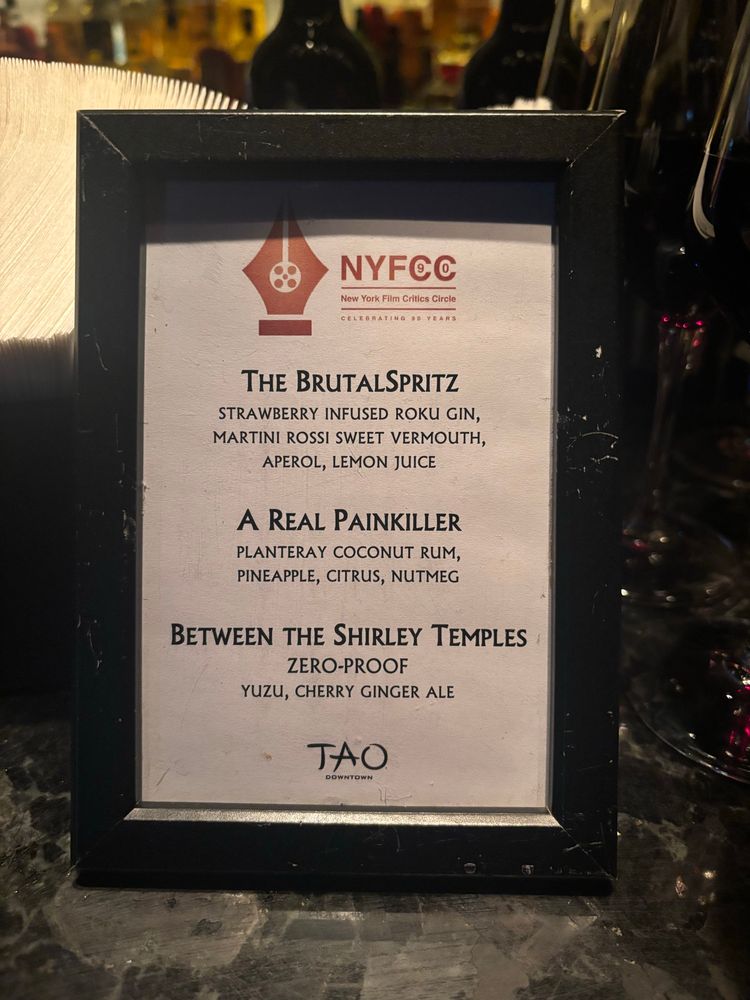 NYFCC
90
New York Film Critics Circle
CELEBRATING 90 YEARS
THE BRUTALSPRITZ
STRAWBERRY INFUSED ROKU GIN,
MARTINI ROSSI SWEET VERMOUTH,
APEROL, LEMON JUICE
A REAL PAINKILLER
PLANTERAY COCONUT RUM,
PINEAPPLE, CITRUS, NUTMEG
BETWEEN THE SHIRLEY TEMPLES
ZERO-PROOF
YUZU, CHERRY GINGER ALE
TAO
DOWNTOWN